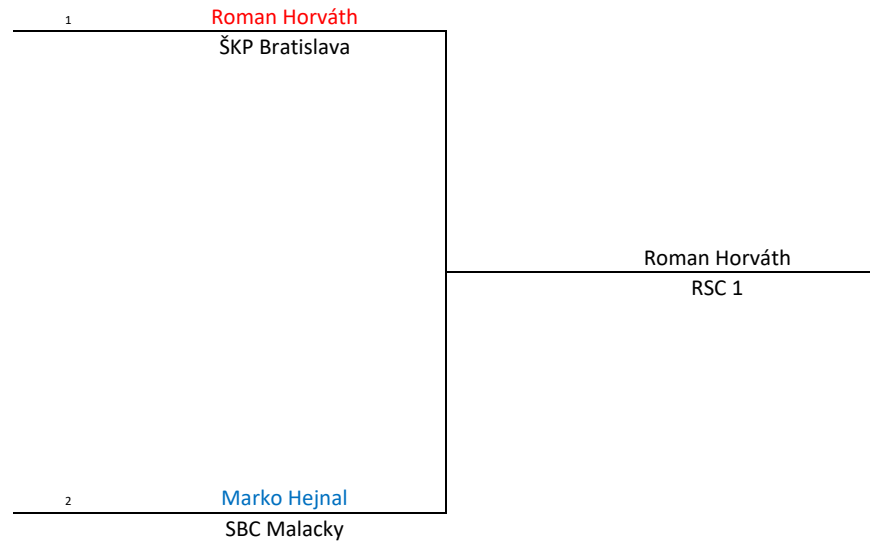 1 Roman Horváth
ŠKP Bratislava
Roman Horváth
RSC 1
2 Marko Hejnal
SBC Malacky